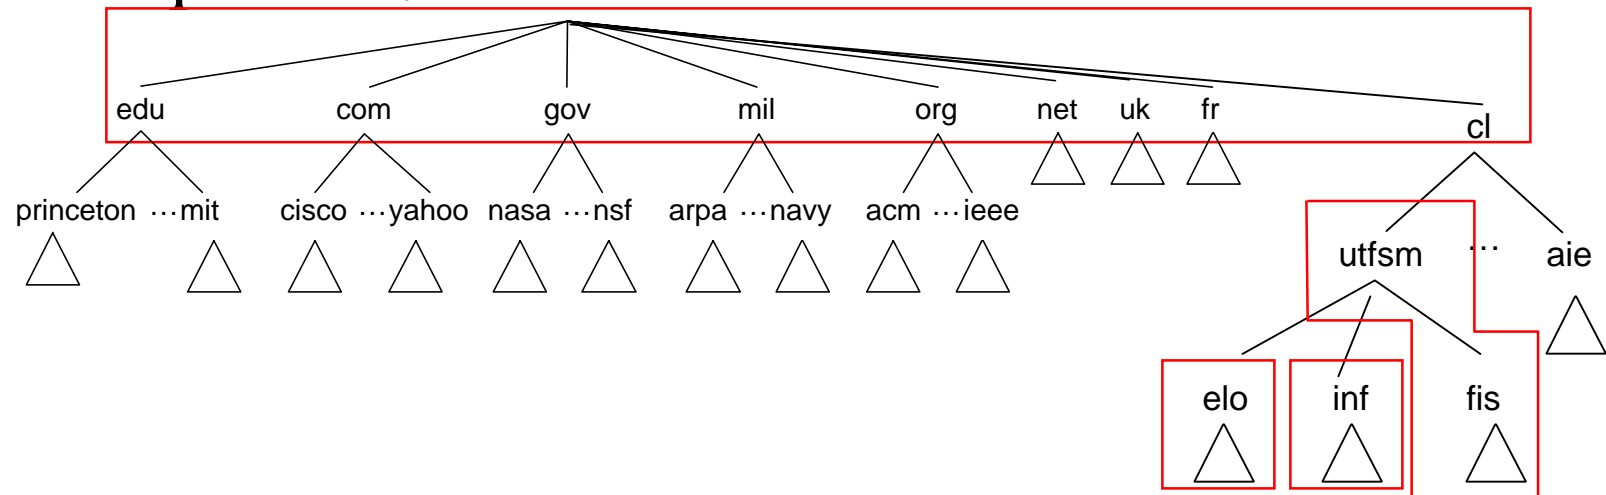 edu com gov mil org net uk fr cl
princeton …mit cisco …yahoo nasa …nsf arpa …navy acm …ieee
utfsm … aie
elo inf fis